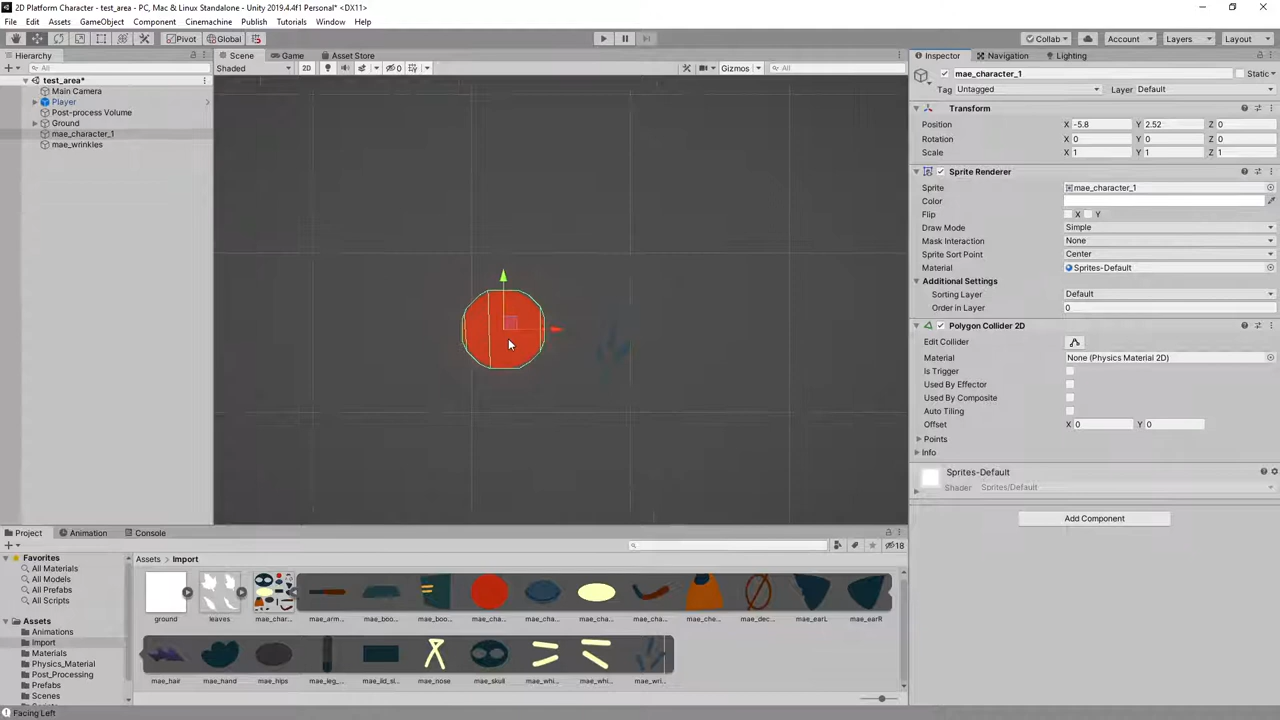 2D Platform Character - test_area - PC, Mac & Linux Standalone - Unity 2019.4.4f1 Personal* <DX11>
File Edit Assets GameObject Component Cinemachine Publish Tutorials Window Help
Pivot Global Collab Account Layers Layout
Hierarchy Scene Game Asset Store Inspector Navigation Lighting
All Shaded 2D 0 Gizmos All
mae_character_1 Static
test_area*
Tag Untagged Layer Default
Main Camera
Player
Post-process Volume
Ground
mae_character_1
mae_wrinkles
Transform
Position X -5.8 Y 2.52 Z 0
Rotation X 0 Y 0 Z 0
Scale X 1 Y 1 Z 1
Sprite Renderer
Sprite mae_character_1
Color
Flip X Y
Draw Mode Simple
Mask Interaction None
Sprite Sort Point Center
Material Sprites-Default
Additional Settings
Sorting Layer Default
Order in Layer 0
Polygon Collider 2D
Edit Collider
Material None (Physics Material 2D)
Is Trigger
Used By Effector
Used By Composite
Auto Tiling
Offset X 0 Y 0
Points
Info
Sprites-Default
Shader Sprites/Default
Add Component
Project Animation Console
18
Favorites
All Materials
All Models
All Prefabs
All Scripts
Assets
Animations
Import
Materials
Physics_Material
Post_Processing
Prefabs
Scenes
Assets Import
ground leaves mae_char... mae_arm... mae_boo... mae_boo... mae_cha... mae_cha... mae_cha... mae_cha... mae_che... mae_dec... mae_earL mae_earR
mae_hair mae_hand mae_hips mae_leg_... mae_lid_sl... mae_nose mae_skull mae_whi... mae_whi... mae_wri...
Facing Left